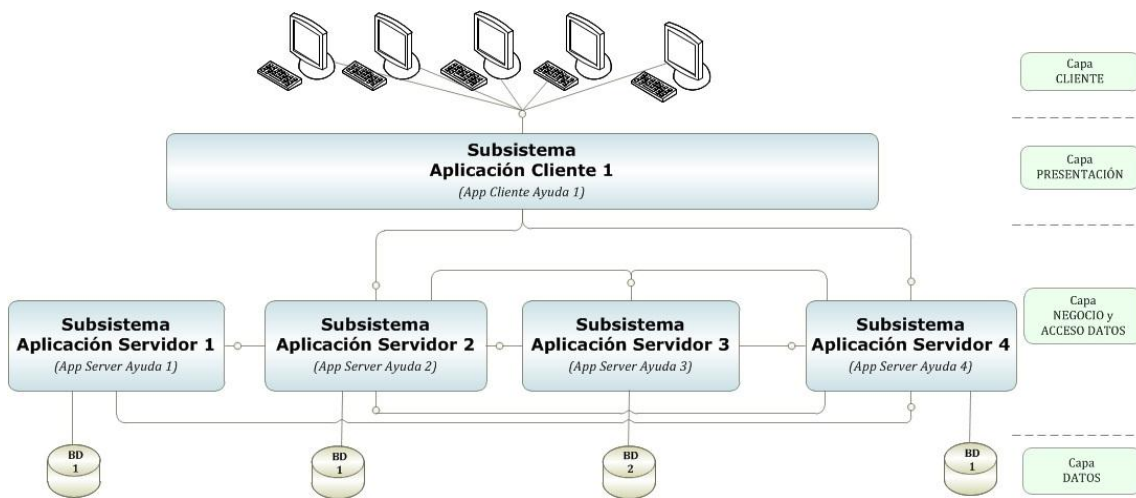 Capa
CLIENTE
Subsistema
Aplicación Cliente 1
(App Cliente Ayuda 1)
Capa
PRESENTACIÓN
Subsistema
Aplicación Servidor 1
(App Server Ayuda 1)
Subsistema
Aplicación Servidor 2
(App Server Ayuda 2)
Subsistema
Aplicación Servidor 3
(App Server Ayuda 3)
Subsistema
Aplicación Servidor 4
(App Server Ayuda 4)
Capa
NEGOCIO y
ACCESO DATOS
BD
1
BD
1
BD
2
BD
1
Capa
DATOS